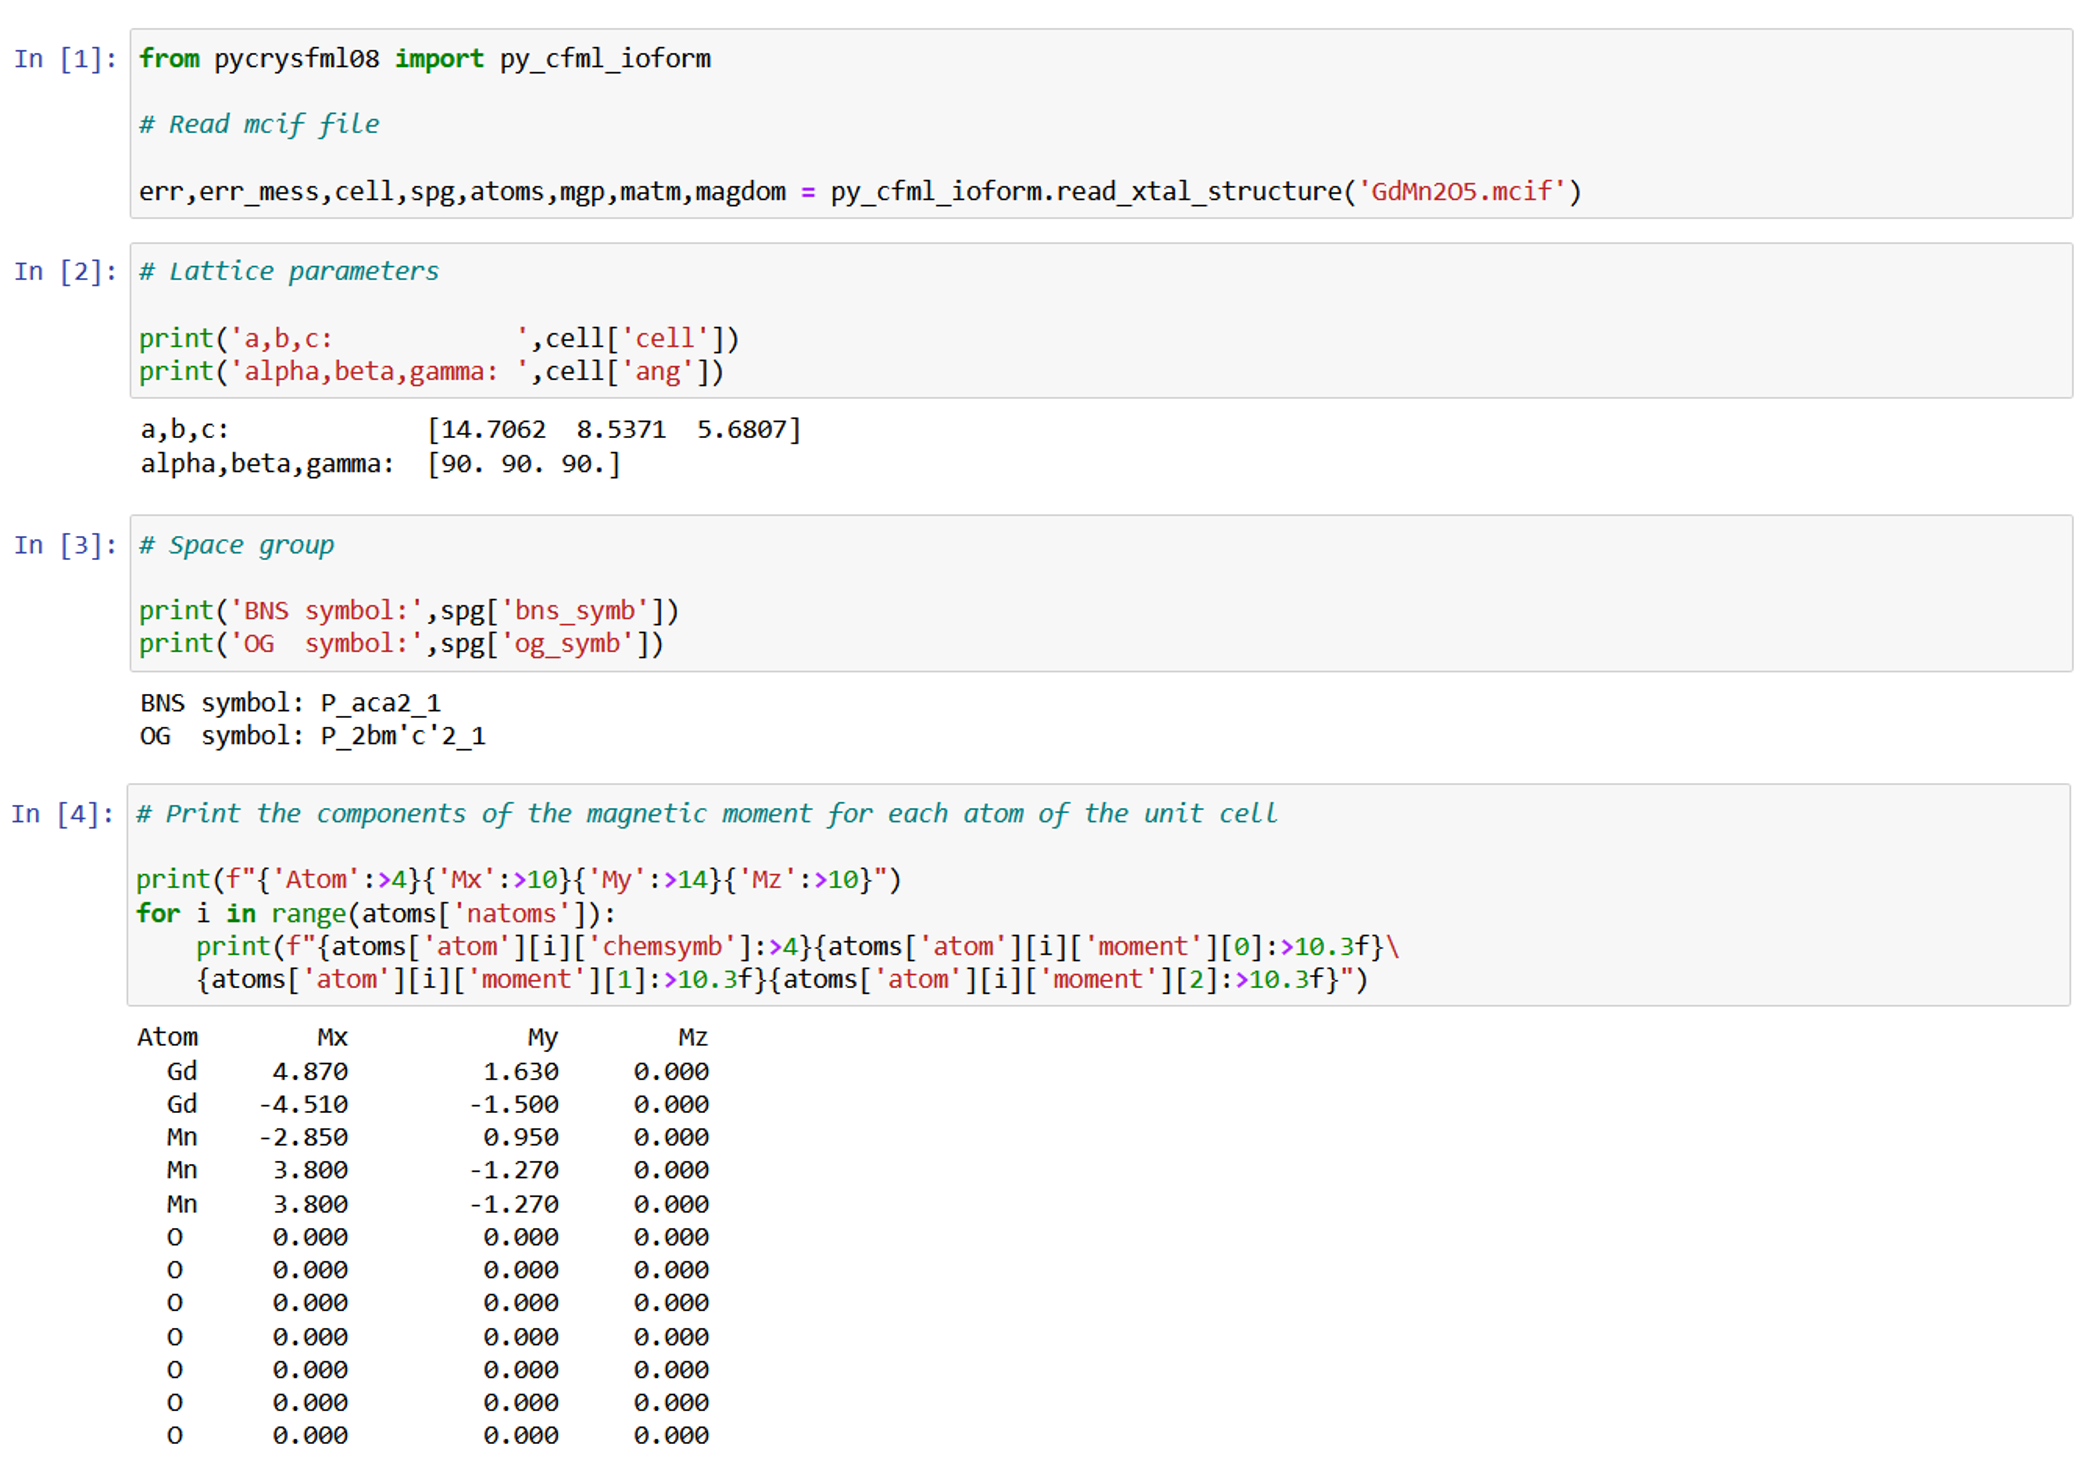 In [1]: from pycrysfml08 import py_cfml_ioform
# Read mcif file
err,err_mess,cell,spg,atoms,mgp,matm,magdom = py_cfml_ioform.read_xtal_structure('GdMn2O5.mcif')
In [2]: # Lattice parameters
print('a,b,c:            ',cell['cell'])
print('alpha,beta,gamma: ',cell['ang'])
a,b,c:             [14.7062  8.5371  5.6807]
alpha,beta,gamma:  [90. 90. 90.]
In [3]: # Space group
print('BNS symbol:',spg['bns_symb'])
print('OG  symbol:',spg['og_symb'])
BNS symbol: P_aca2_1
OG  symbol: P_2bm'c'2_1
In [4]: # Print the components of the magnetic moment for each atom of the unit cell
print(f"{'Atom':>4}{'Mx':>10}{'My':>14}{'Mz':>10}")
for i in range(atoms['natoms']):
    print(f"{atoms['atom'][i]['chemsymb']:>4}{atoms['atom'][i]['moment'][0]:>10.3f}\
    {atoms['atom'][i]['moment'][1]:>10.3f}{atoms['atom'][i]['moment'][2]:>10.3f}")
Atom        Mx            My        Mz
  Gd     4.870         1.630     0.000
  Gd    -4.510        -1.500     0.000
  Mn    -2.850         0.950     0.000
  Mn     3.800        -1.270     0.000
  Mn     3.800        -1.270     0.000
  O      0.000         0.000     0.000
  O      0.000         0.000     0.000
  O      0.000         0.000     0.000
  O      0.000         0.000     0.000
  O      0.000         0.000     0.000
  O      0.000         0.000     0.000
  O      0.000         0.000     0.000